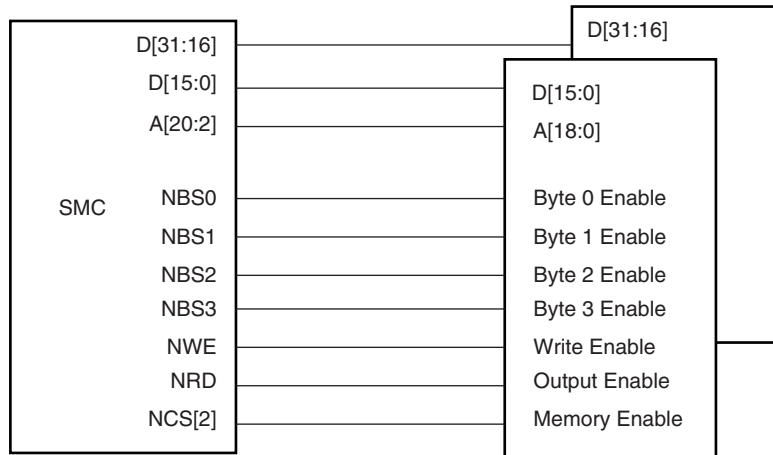 D[31:16] D[31:16]
D[15:0] D[15:0]
A[20:2] A[18:0]
SMC
NBS0 Byte 0 Enable
NBS1 Byte 1 Enable
NBS2 Byte 2 Enable
NBS3 Byte 3 Enable
NWE Write Enable
NRD Output Enable
NCS[2] Memory Enable